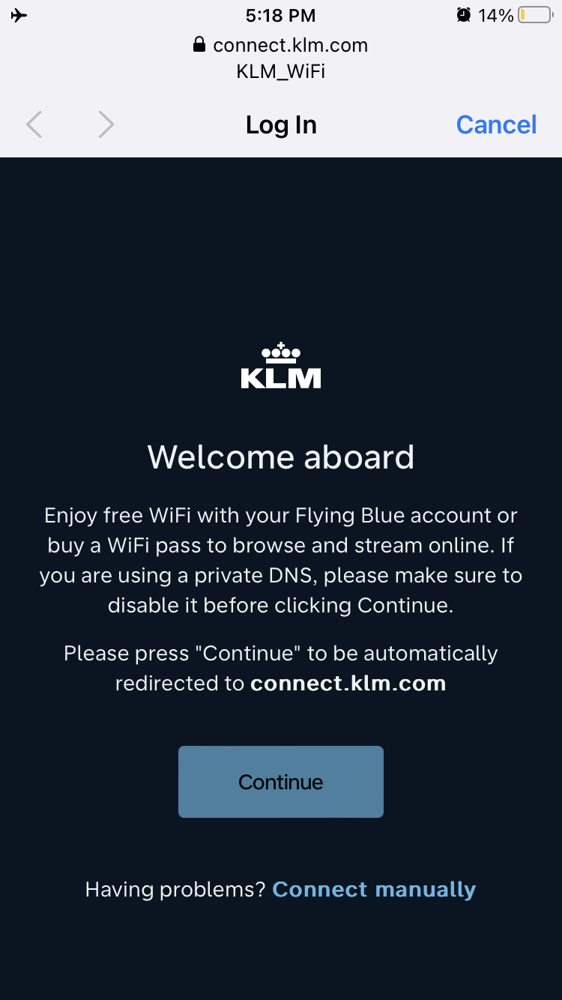 5:18 PM 14%
connect.klm.com
KLM_WiFi
Log In Cancel
KLM
Welcome aboard
Enjoy free WiFi with your Flying Blue account or
buy a WiFi pass to browse and stream online. If
you are using a private DNS, please make sure to
disable it before clicking Continue.
Please press "Continue" to be automatically
redirected to connect.klm.com
Continue
Having problems? Connect manually